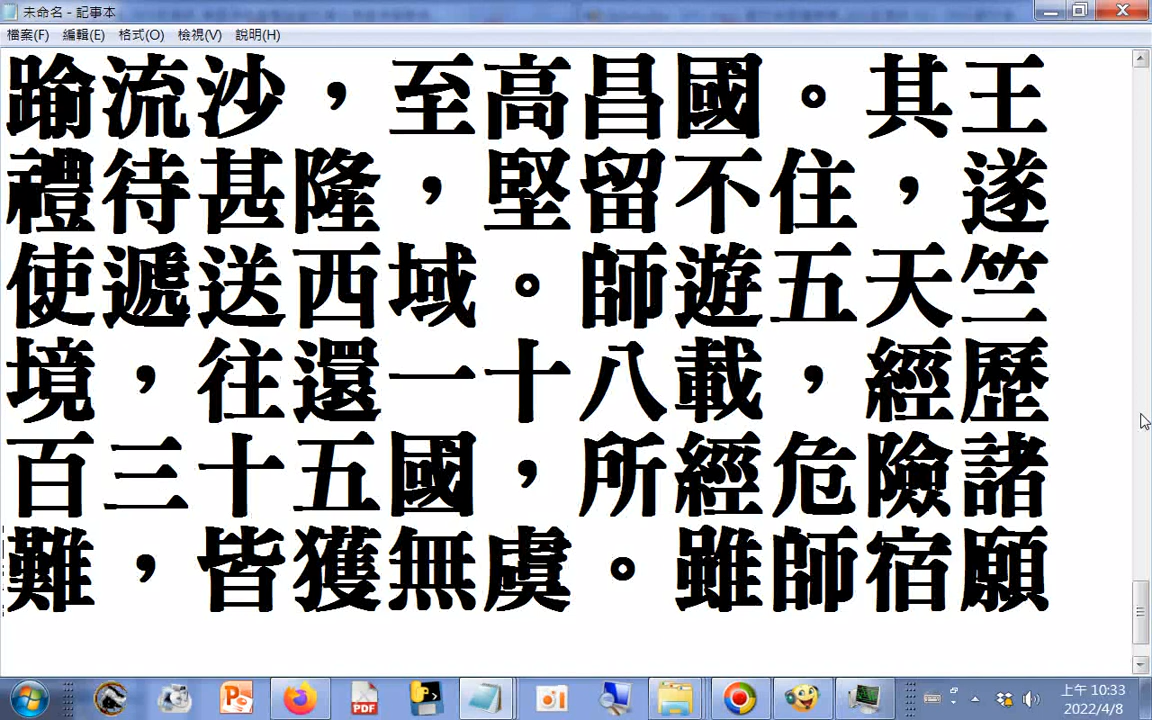 未命名 - 記事本
檔案(F) 編輯(E) 格式(O) 檢視(V) 說明(H)
踰流沙，至高昌國。其王
禮待甚隆，堅留不住，遂
使遞送西域。師遊五天竺
境，往還一十八載，經歷
百三十五國，所經危險諸
難，皆獲無虞。雖師宿願
PDF
上午 10:33
2022/4/8